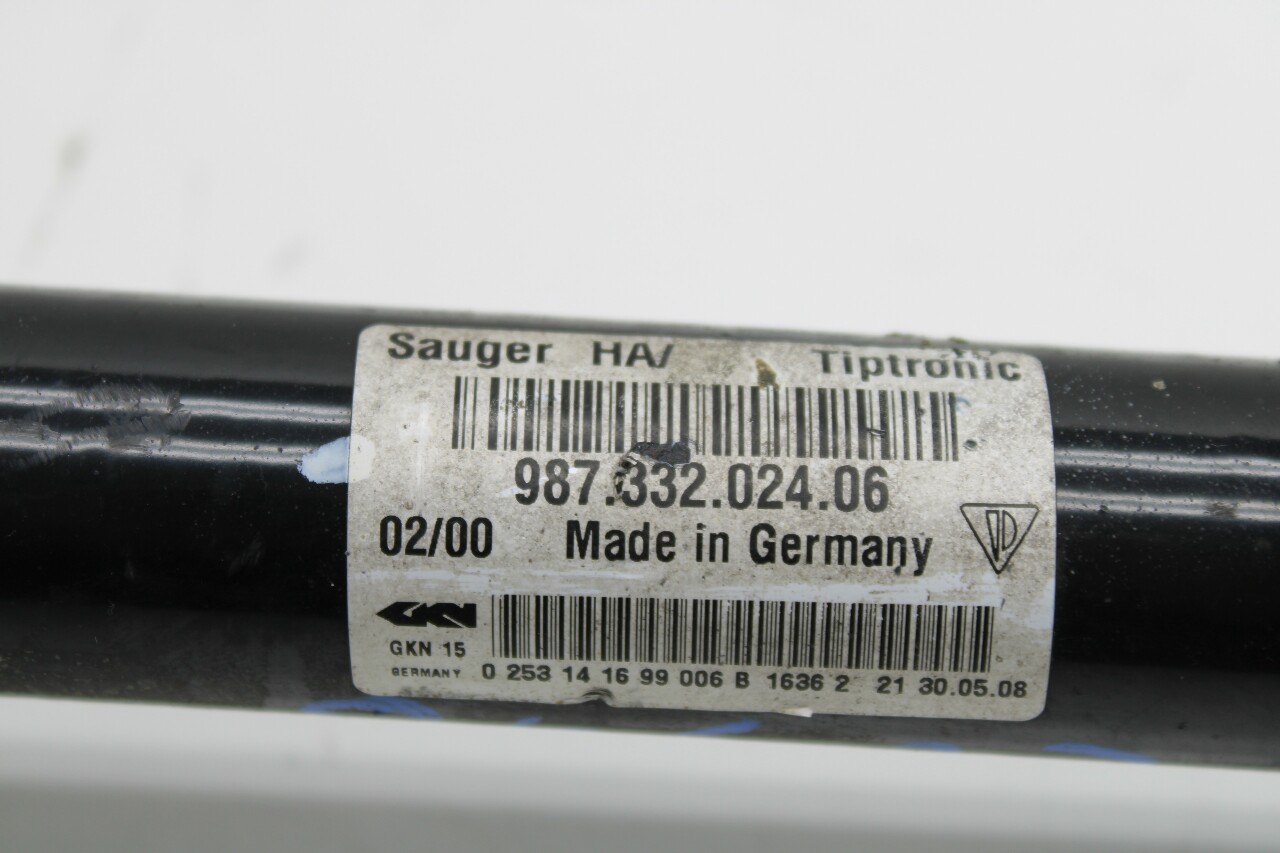 Sauger HA/ Tiptronic
987.332.024.06
02/00 Made in Germany
GKN
GKN 15
GERMANY 0 253 14 16 99 006 B 1636 2 21 30.05.08